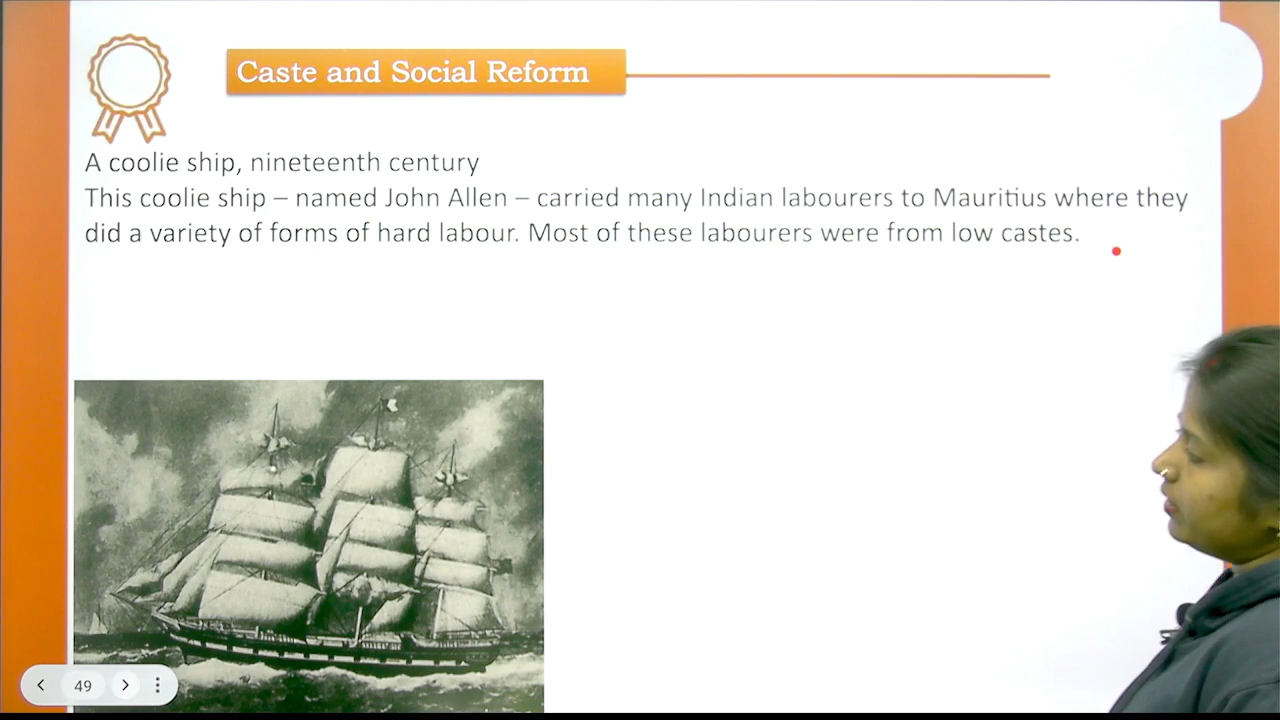 Caste and Social Reform
A coolie ship, nineteenth century
This coolie ship – named John Allen – carried many Indian labourers to Mauritius where they
did a variety of forms of hard labour. Most of these labourers were from low castes.
49